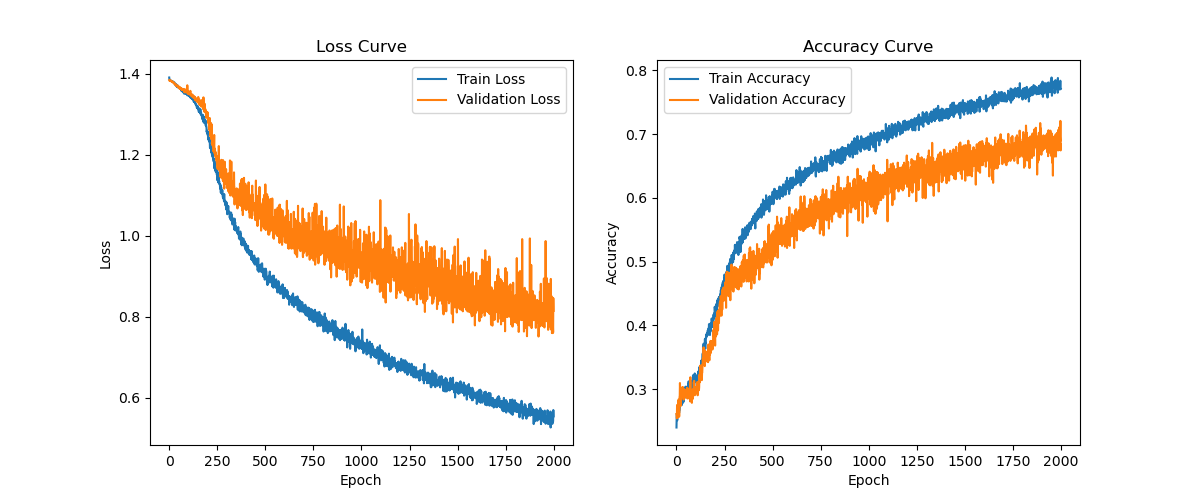 Loss Curve
Train Loss
Validation Loss
1.4
1.2
1.0
0.8
0.6
Loss
0 250 500 750 1000 1250 1500 1750 2000
Epoch
Accuracy Curve
Train Accuracy
Validation Accuracy
0.8
0.7
0.6
0.5
0.4
0.3
Accuracy
0 250 500 750 1000 1250 1500 1750 2000
Epoch